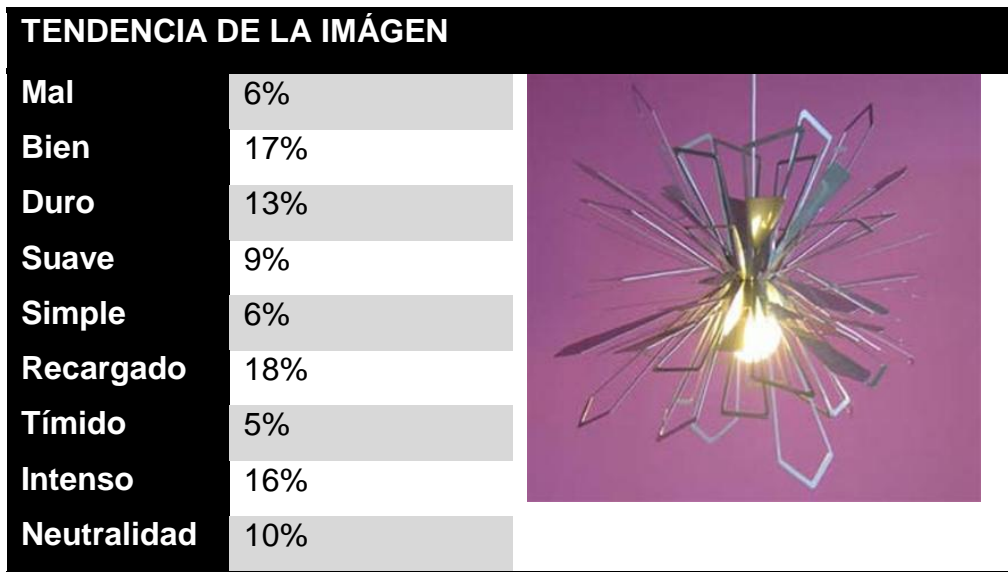 TENDENCIA DE LA IMÁGEN
Mal 6%
Bien 17%
Duro 13%
Suave 9%
Simple 6%
Recargado 18%
Tímido 5%
Intenso 16%
Neutralidad 10%